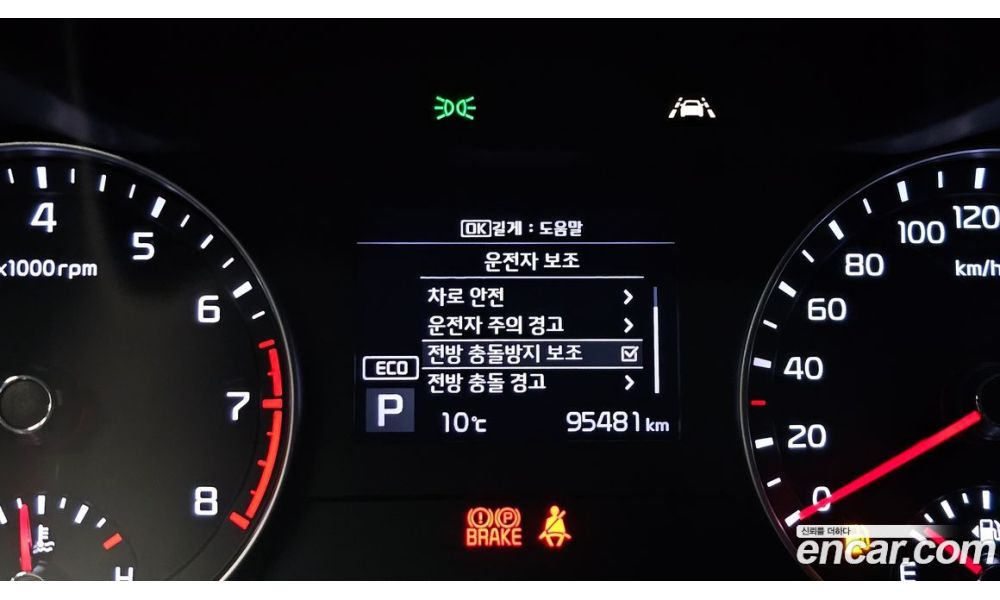 OK길게 : 도움말
운전자 보조
차로 안전
운전자 주의 경고
전방 충돌방지 보조
전방 충돌 경고
ECO
P
10℃
95481 km
4
5
6
7
8
x1000rpm
H
120
100
80
60
40
20
0
km/h
E
BRAKE
P
신뢰를 더하다
encar.com